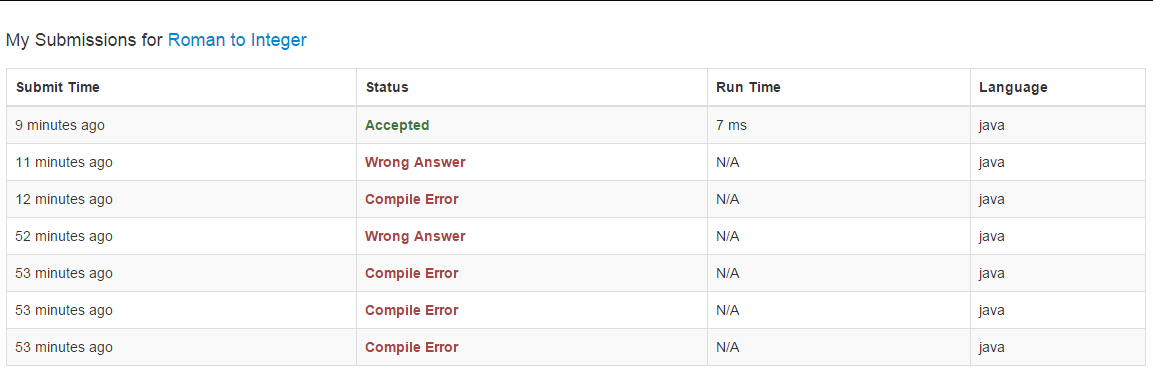 My Submissions for Roman to Integer
Submit Time Status Run Time Language
9 minutes ago Accepted 7 ms java
11 minutes ago Wrong Answer N/A java
12 minutes ago Compile Error N/A java
52 minutes ago Wrong Answer N/A java
53 minutes ago Compile Error N/A java
53 minutes ago Compile Error N/A java
53 minutes ago Compile Error N/A java